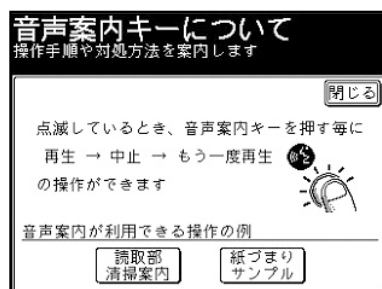 音声案内キーについて
操作手順や対処方法を案内します
閉じる
点滅しているとき、音声案内キーを押す毎に
再生 → 中止 → もう一度再生
の操作ができます
音声案内が利用できる操作の例
読取部
清掃案内
紙づまり
サンプル